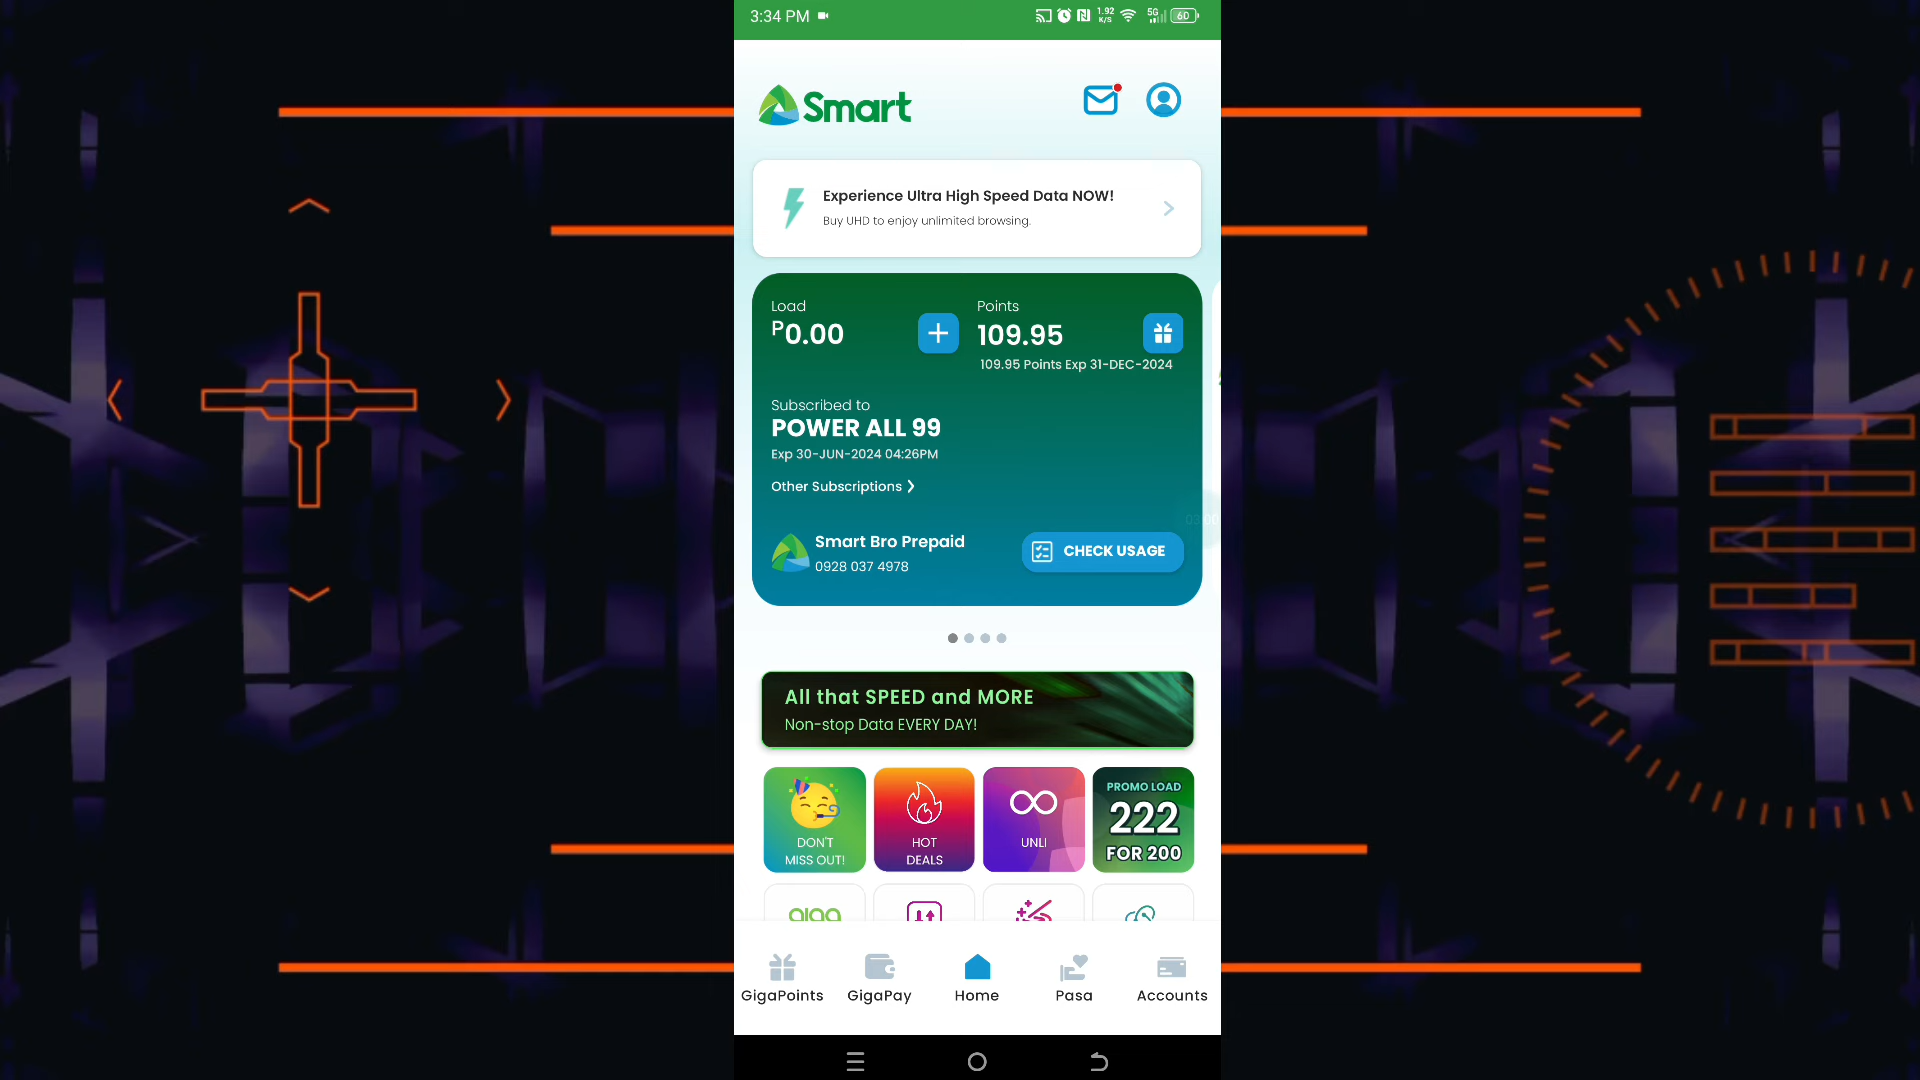 3:34 PM
1.92
K/S
5G
60
Smart
Experience Ultra High Speed Data NOW!
Buy UHD to enjoy unlimited browsing.
Load
Points
P0.00
109.95
109.95 Points Exp 31-DEC-2024
Subscribed to
POWER ALL 99
Exp 30-JUN-2024 04:26PM
Other Subscriptions
Smart Bro Prepaid
0928 037 4978
CHECK USAGE
All that SPEED and MORE
Non-stop Data EVERY DAY!
DON'T
MISS OUT!
HOT
DEALS
UNLI
PROMO LOAD
222
FOR 200
GigaPoints
GigaPay
Home
Pasa
Accounts